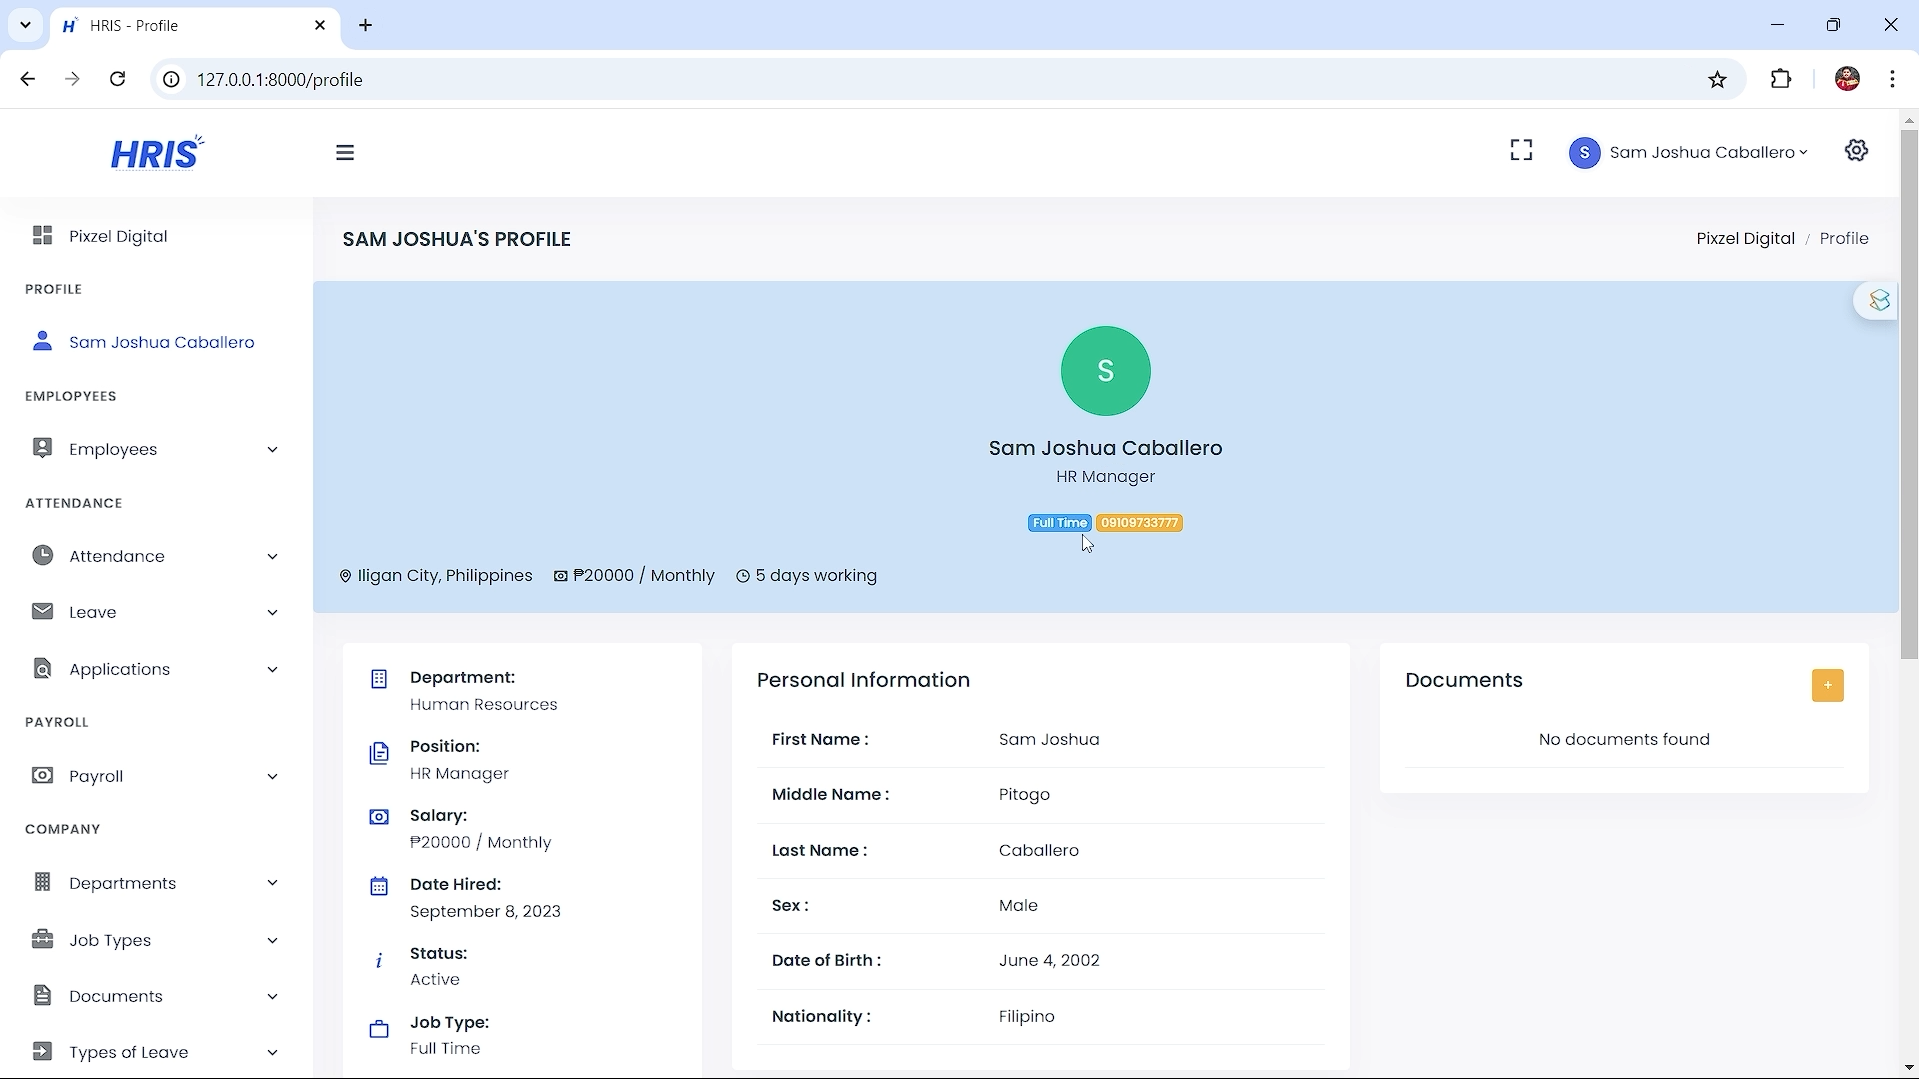 HRIS - Profile
127.0.0.1:8000/profile
HRIS
S Sam Joshua Caballero
Pixzel Digital
PROFILE
Sam Joshua Caballero
EMPLOPYEES
Employees
ATTENDANCE
Attendance
Leave
Applications
PAYROLL
Payroll
COMPANY
Departments
Job Types
Documents
Types of Leave
SAM JOSHUA'S PROFILE
Pixzel Digital / Profile
S
Sam Joshua Caballero
HR Manager
Full Time 09109733777
Iligan City, Philippines ₱20000 / Monthly 5 days working
Department:
Human Resources
Position:
HR Manager
Salary:
₱20000 / Monthly
Date Hired:
September 8, 2023
Status:
Active
Job Type:
Full Time
Personal Information
First Name : Sam Joshua
Middle Name : Pitogo
Last Name : Caballero
Sex : Male
Date of Birth : June 4, 2002
Nationality : Filipino
Documents
+
No documents found